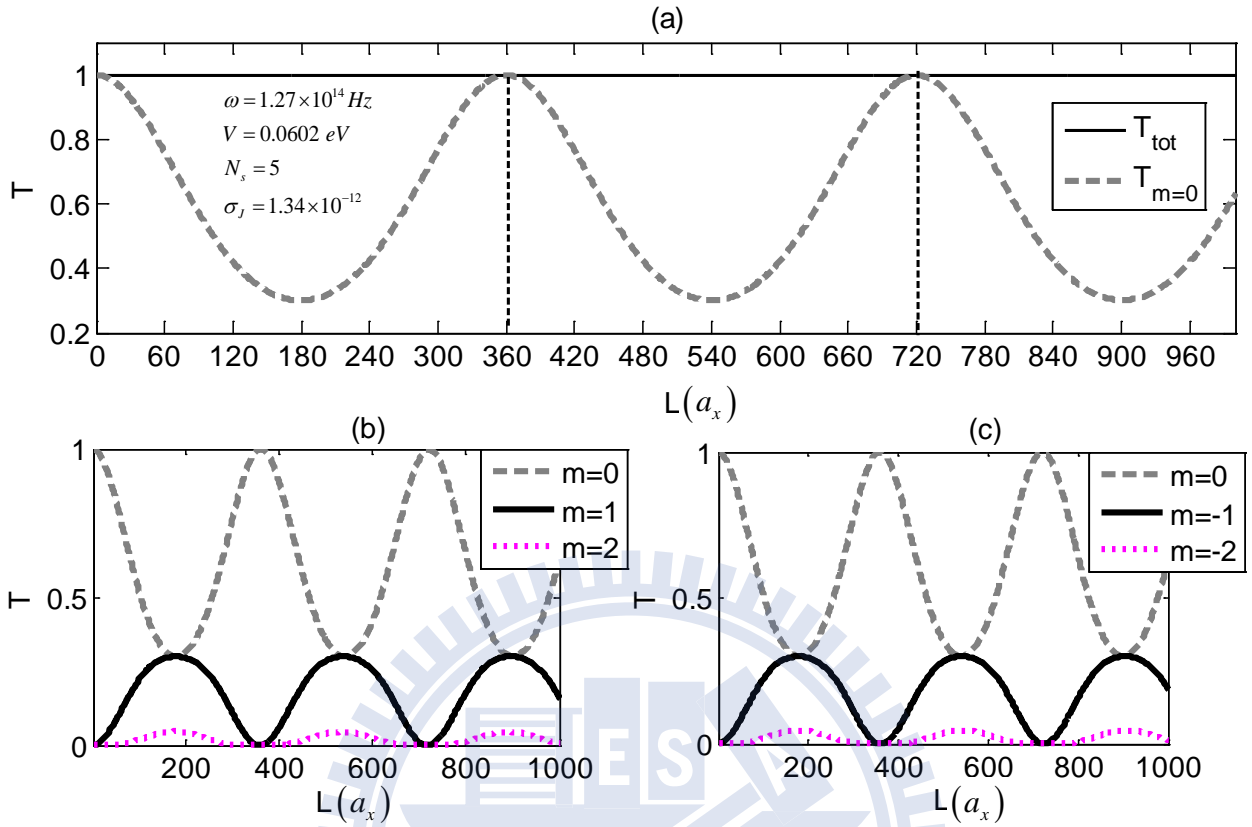 (a)
T
1
0.8
0.6
0.4
0.2
ω = 1.27×10¹⁴ Hz
V = 0.0602 eV
N_s = 5
σ_J = 1.34×10⁻¹²
T_tot
T_m=0
0 60 120 180 240 300 360 420 480 540 600 660 720 780 840 900 960
L(a_x)
(b)
T
1
0.5
0
m=0
m=1
m=2
200 400 600 800 1000
L(a_x)
(c)
T
1
0.5
0
m=0
m=-1
m=-2
200 400 600 800 1000
L(a_x)
E S A